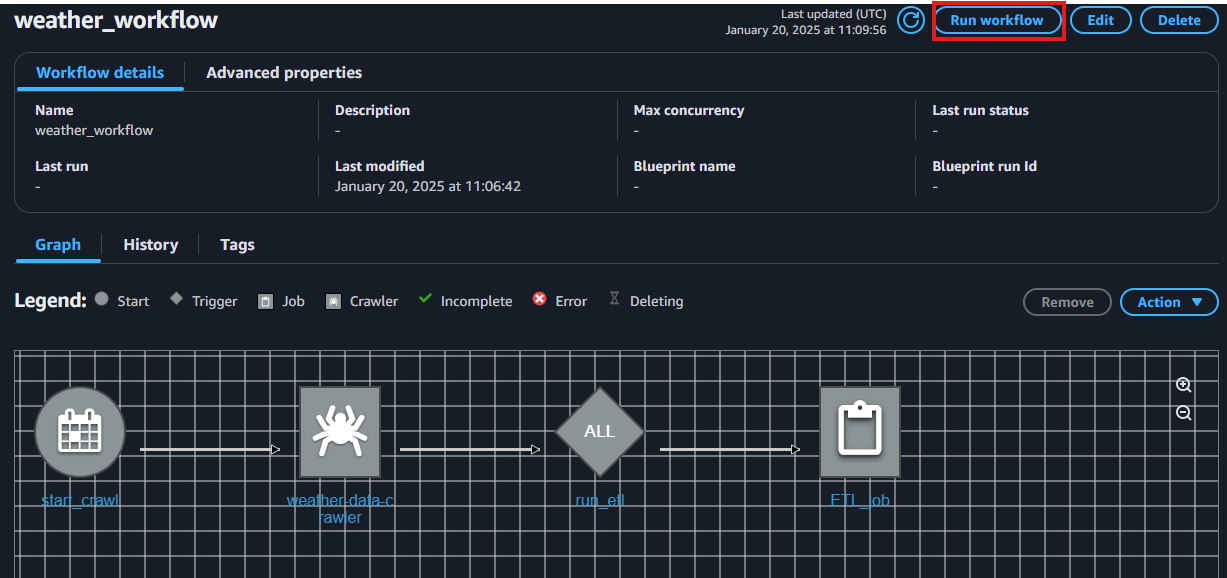 weather_workflow
Last updated (UTC)
January 20, 2025 at 11:09:56
Run workflow
Edit
Delete
Workflow details
Advanced properties
Name
Description
Max concurrency
Last run status
weather_workflow
-
-
-
Last run
Last modified
Blueprint name
Blueprint run Id
-
January 20, 2025 at 11:06:42
-
-
Graph
History
Tags
Legend: Start Trigger Job Crawler Incomplete Error Deleting
Remove
Action
ALL
start_crawl
weather-data-c
rawler
run_etl
ETL_job